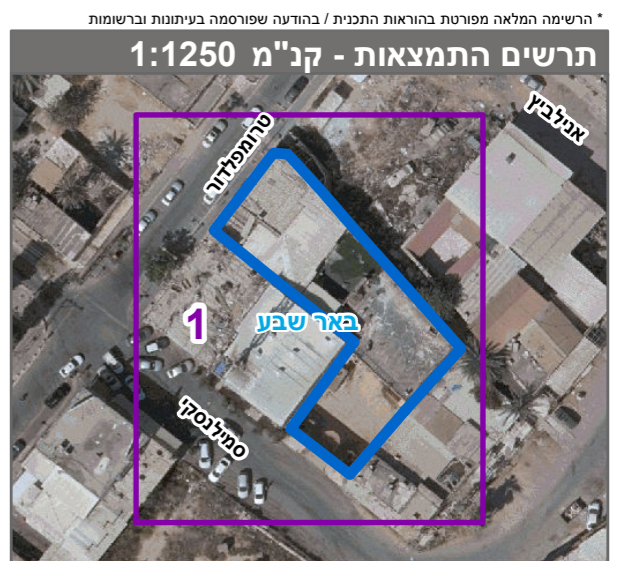 * הרשימה המלאה מפורטת בהוראות התכנית / בהודעה שפורסמה בעיתונות וברשומות
תרשים התמצאות - קנ"מ 1:1250
אנילביץ
טרומפלדור
1
באר שבע
סמילנסקי